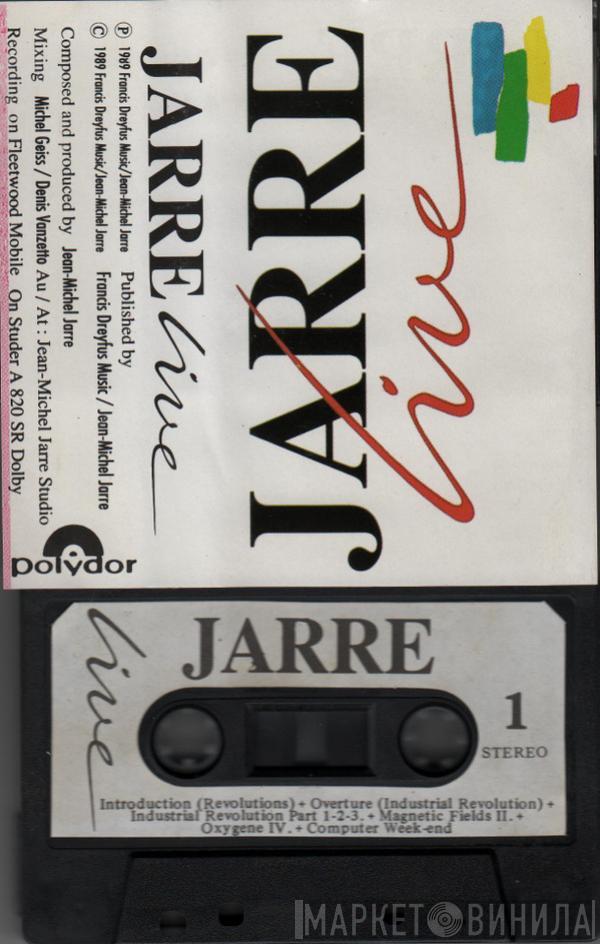 JARRE
live
JARRE live
Ⓟ 1989 Francis Dreyfus Music/Jean-Michel Jarre Published by
Ⓒ 1989 Francis Dreyfus Music/Jean-Michel Jarre Francis Dreyfus Music / Jean-Michel Jarre
Composed and produced by Jean-Michel Jarre
Mixing Michel Geiss / Denis Vanzetto Au / At : Jean-Michel Jarre Studio
Recording on Fleetwood Mobile On Studer A 820 SR Dolby
polydor
JARRE
live
1
STEREO
Introduction (Revolutions) + Overture (Industrial Revolution) +
Industrial Revolution Part 1-2-3. + Magnetic Fields II. +
Oxygene IV. + Computer Week-end
МАРКЕТ ВИНИЛА